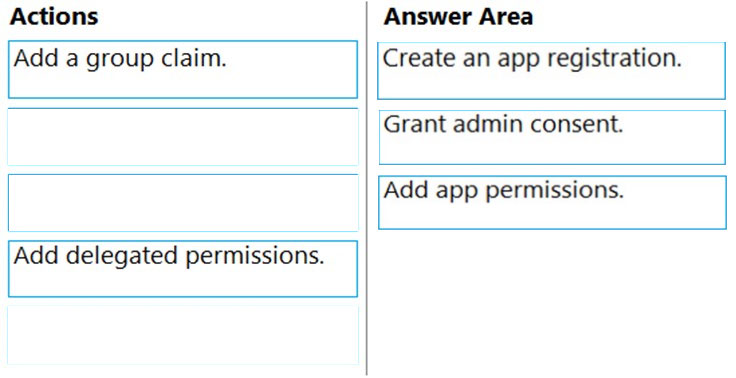 Actions
Add a group claim.
Add delegated permissions.
Answer Area
Create an app registration.
Grant admin consent.
Add app permissions.